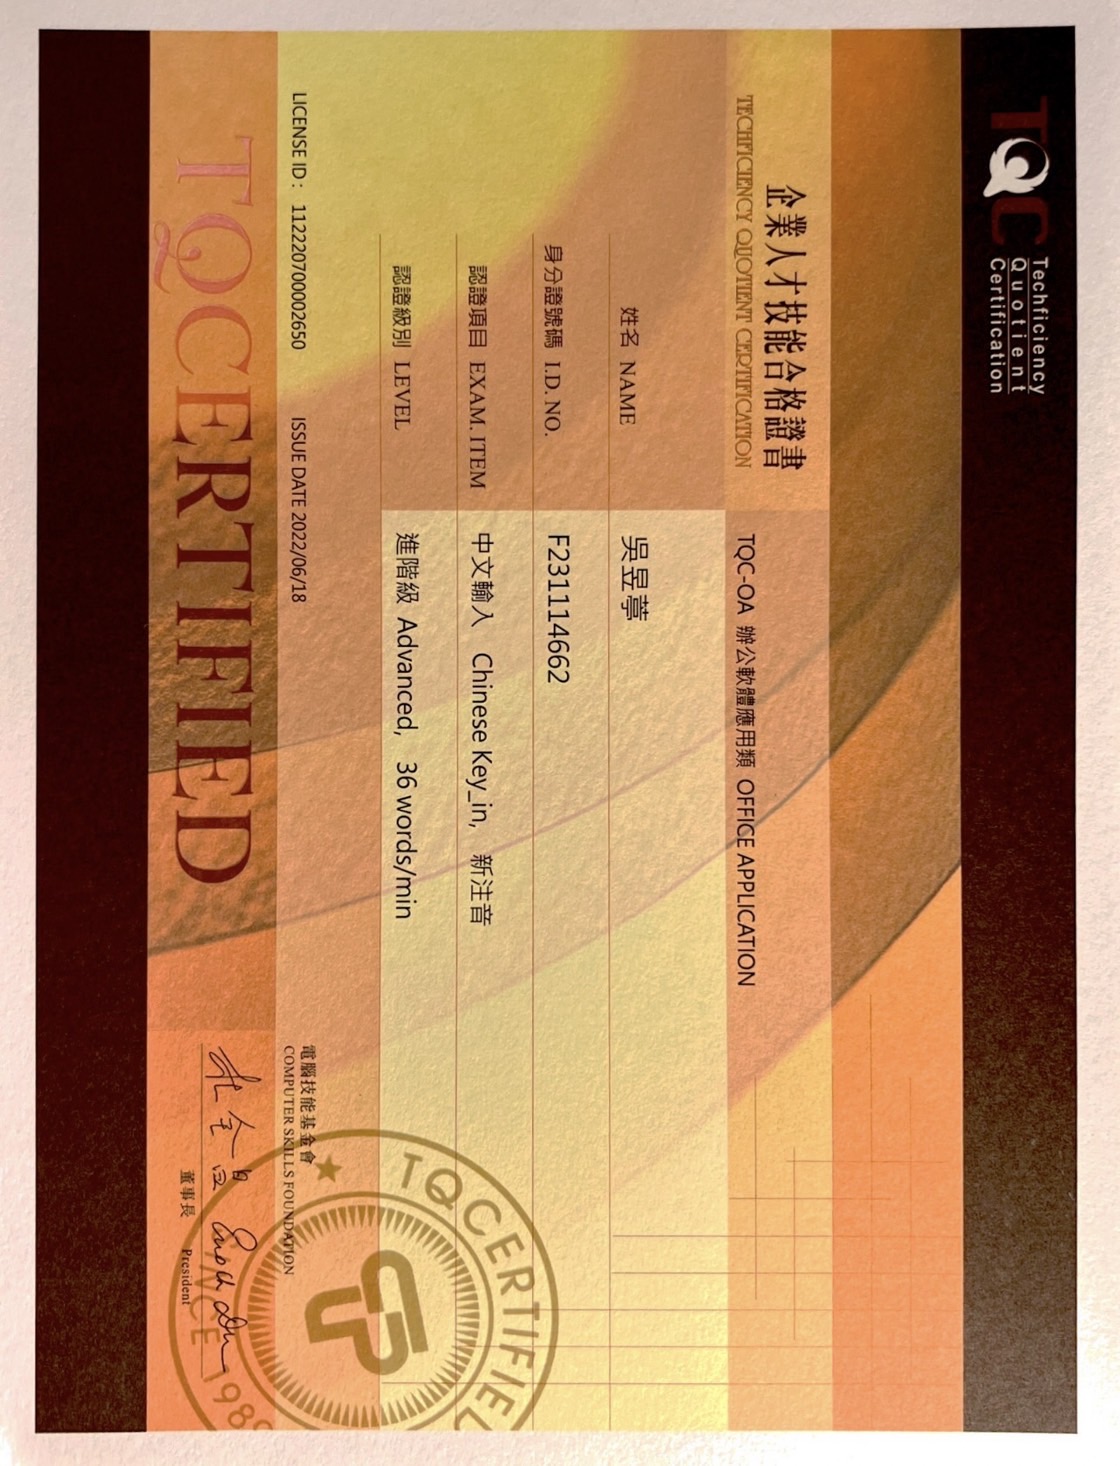 TQC Techficiency
Quotient
Certification
企業人才技能合格證書
TECHFICIENCY QUOTIENT CERTIFICATION
TQC-OA 辦公軟體應用類 OFFICE APPLICATION
姓名 NAME 吳昱葶
身分證號碼 I.D. NO. F231114662
認證項目 EXAM. ITEM 中文輸入 Chinese Key_in, 新注音
認證級別 LEVEL 進階級 Advanced, 36 words/min
LICENSE ID : 112220700002650 ISSUE DATE 2022/06/18
電腦技能基金會
COMPUTER SKILLS FOUNDATION
TQCERTIFIED
杜全昌
董事長 President
TQCERTIFIED
SINCE 1989